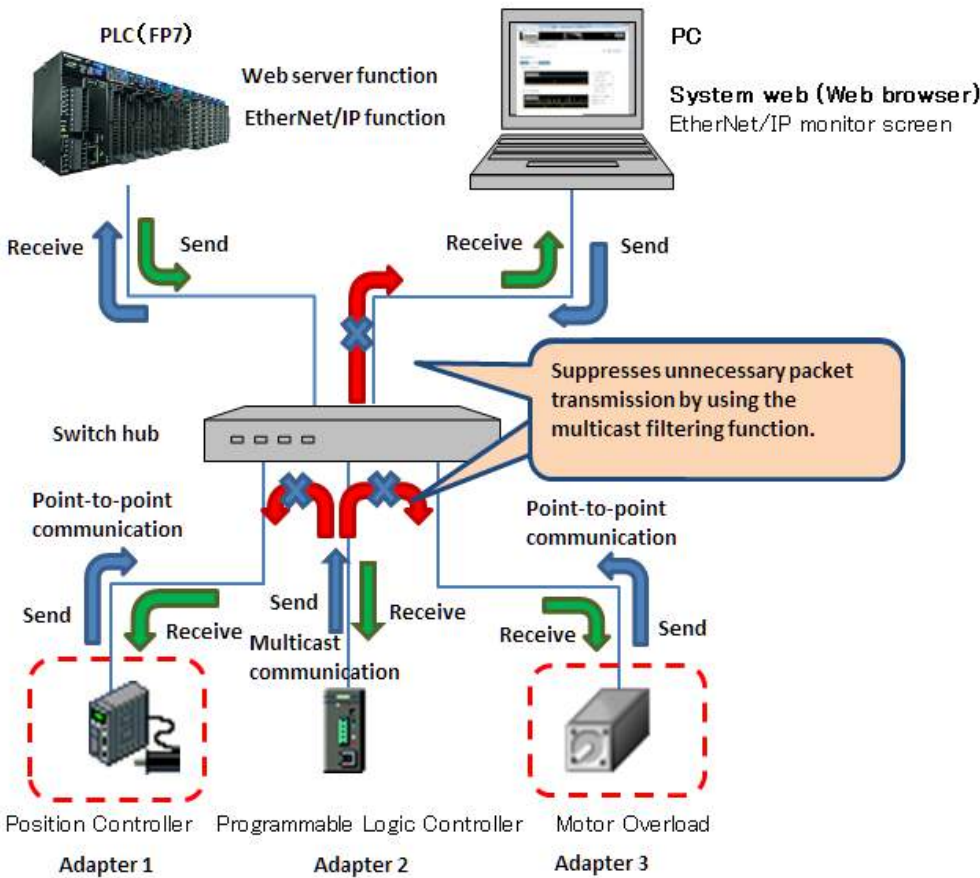 PLC(FP7)
Web server function
EtherNet/IP function
PC
System web (Web browser)
EtherNet/IP monitor screen
Receive
Send
Receive
Send
Suppresses unnecessary packet
transmission by using the
multicast filtering function.
Switch hub
Point-to-point
communication
Point-to-point
communication
Send
Receive
Send
Multicast
communication
Receive
Receive
Send
Position Controller
Programmable Logic Controller
Motor Overload
Adapter 1
Adapter 2
Adapter 3